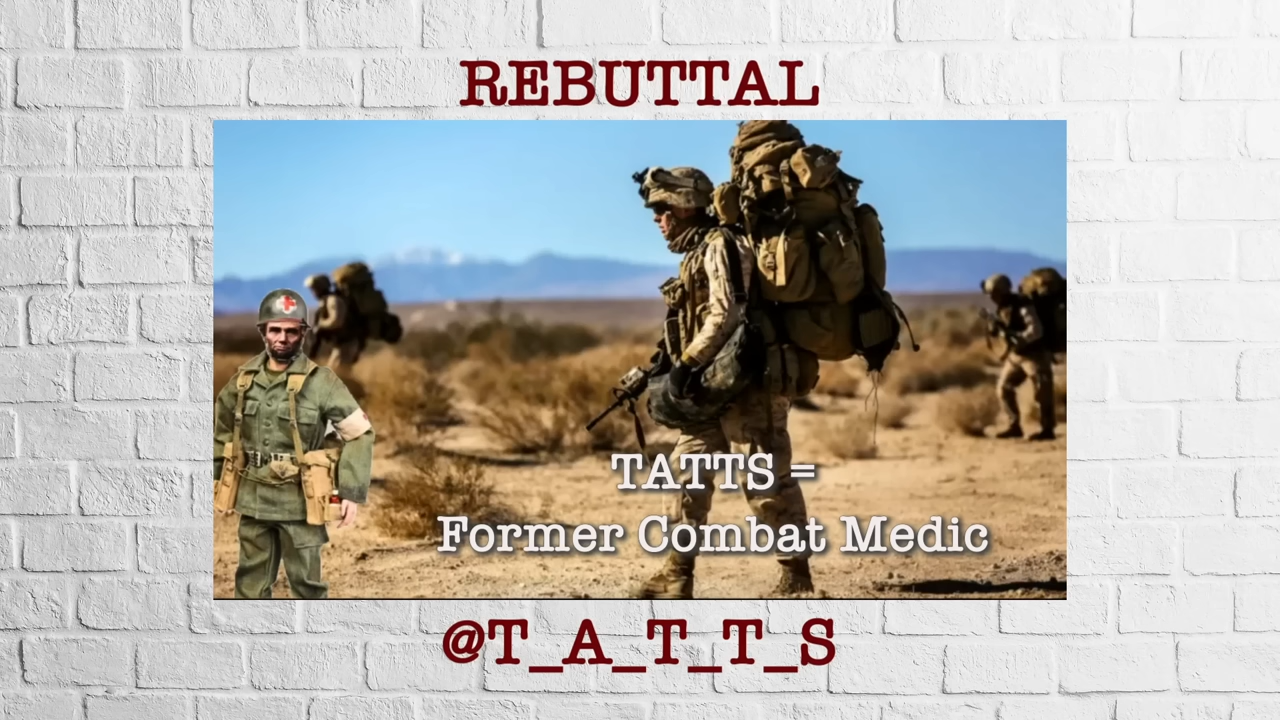 REBUTTAL
TATTS =
Former Combat Medic
@T_A_T_T_S